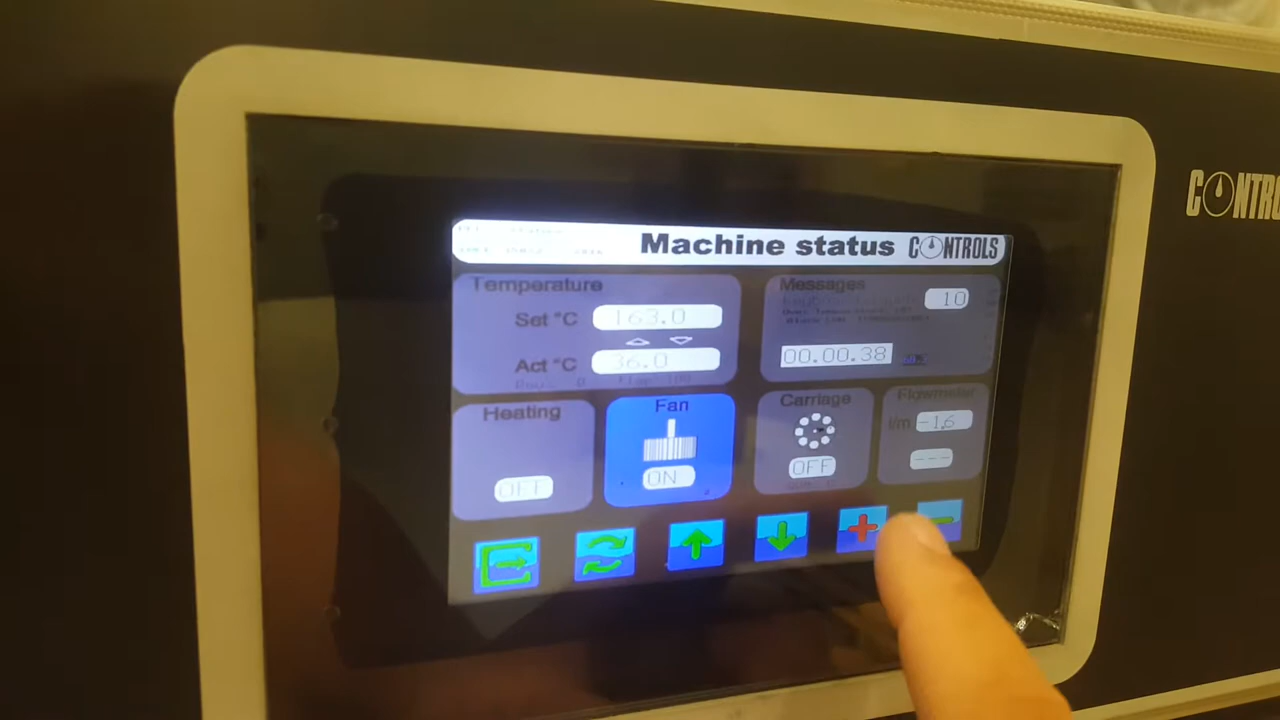 Machine status CONTROLS
CONTRO
Temperature
Set °C 163.0
Act °C 36.0
Messages
10
00.00.38
Heating
OFF
Fan
ON
Carriage
OFF
Flowmeter
l/m -1.6
---